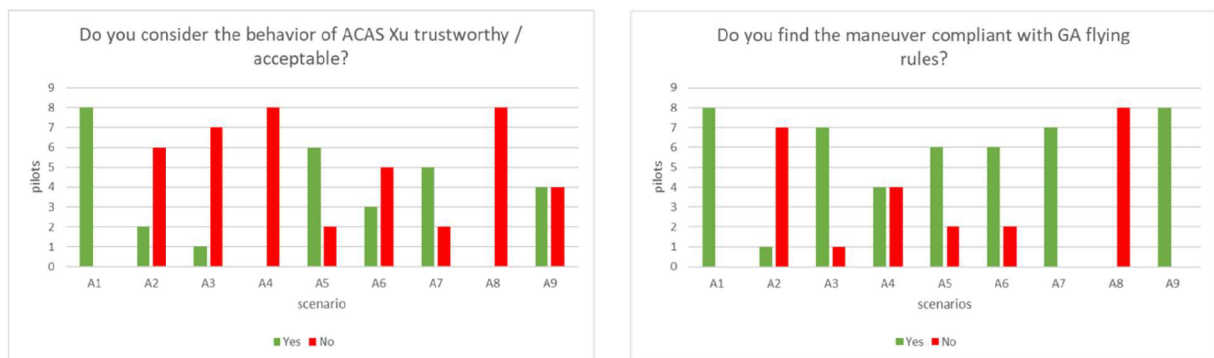 Do you consider the behavior of ACAS Xu trustworthy /
acceptable?
9
8
7
6
5
4
3
2
1
0
pilots
A1 A2 A3 A4 A5 A6 A7 A8 A9
scenario
Yes No
Do you find the maneuver compliant with GA flying
rules?
9
8
7
6
5
4
3
2
1
0
pilots
A1 A2 A3 A4 A5 A6 A7 A8 A9
scenarios
Yes No